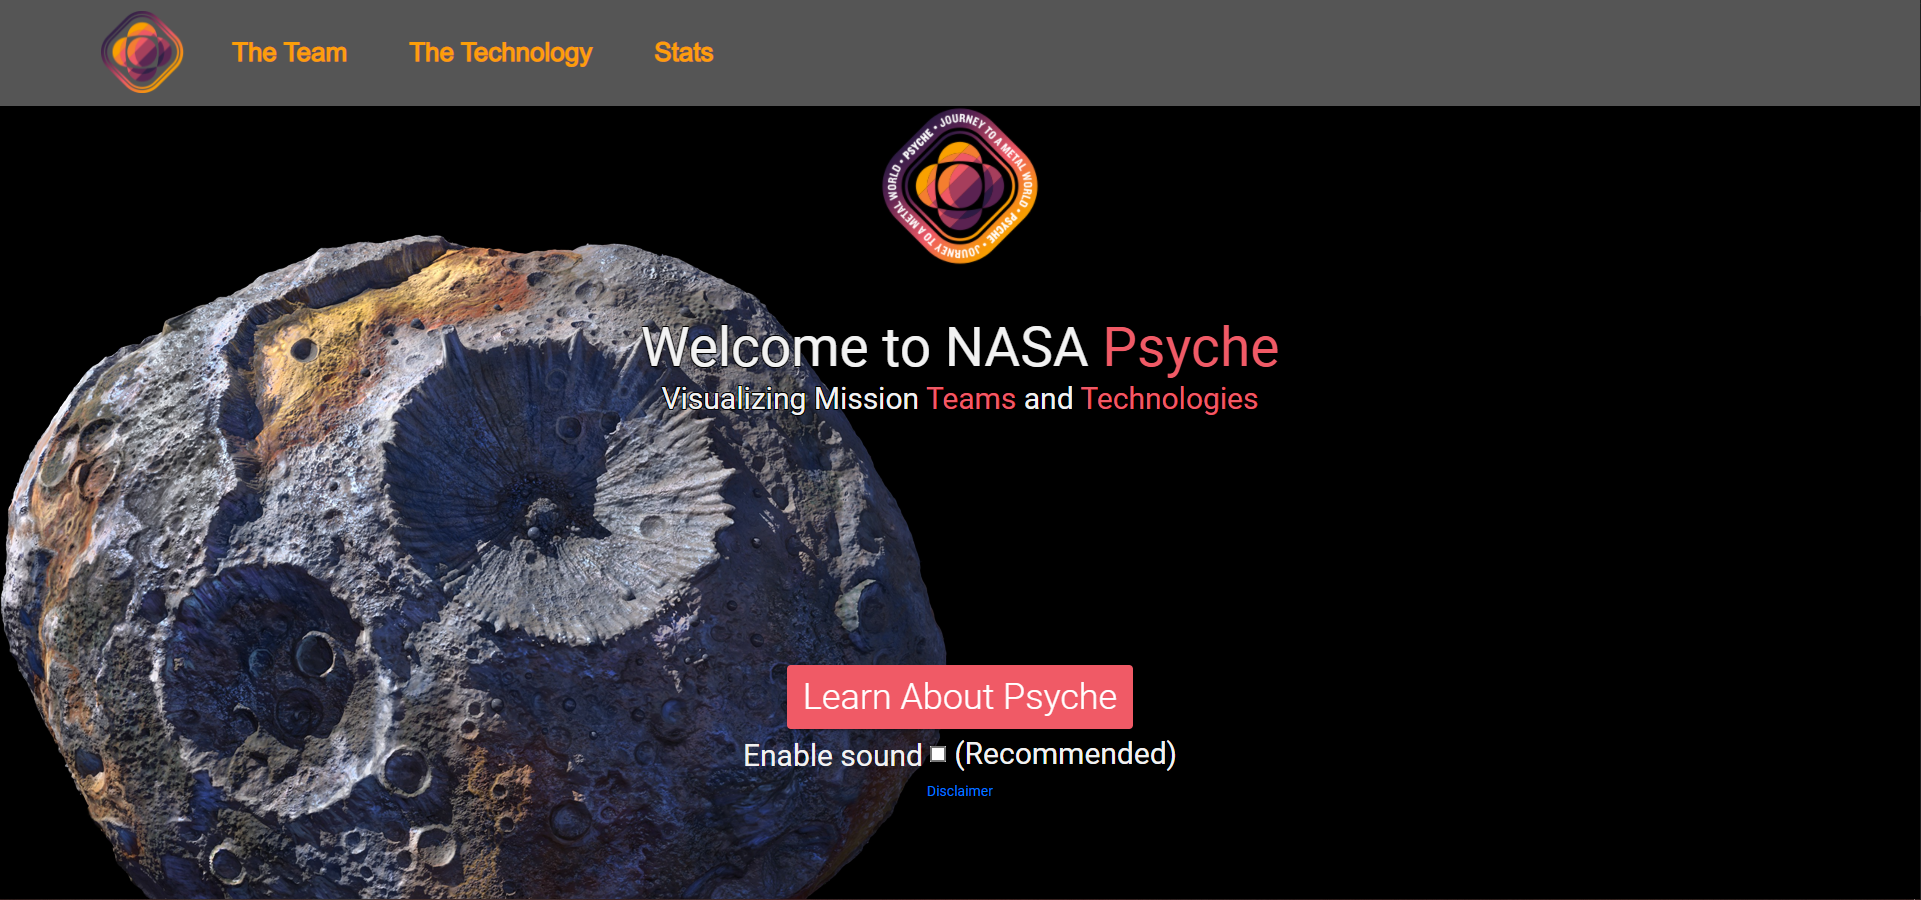 The Team The Technology Stats
PSYCHE • JOURNEY TO A METAL WORLD • PSYCHE • JOURNEY TO A METAL WORLD •
Welcome to NASA Psyche
Visualizing Mission Teams and Technologies
Learn About Psyche
Enable sound (Recommended)
Disclaimer